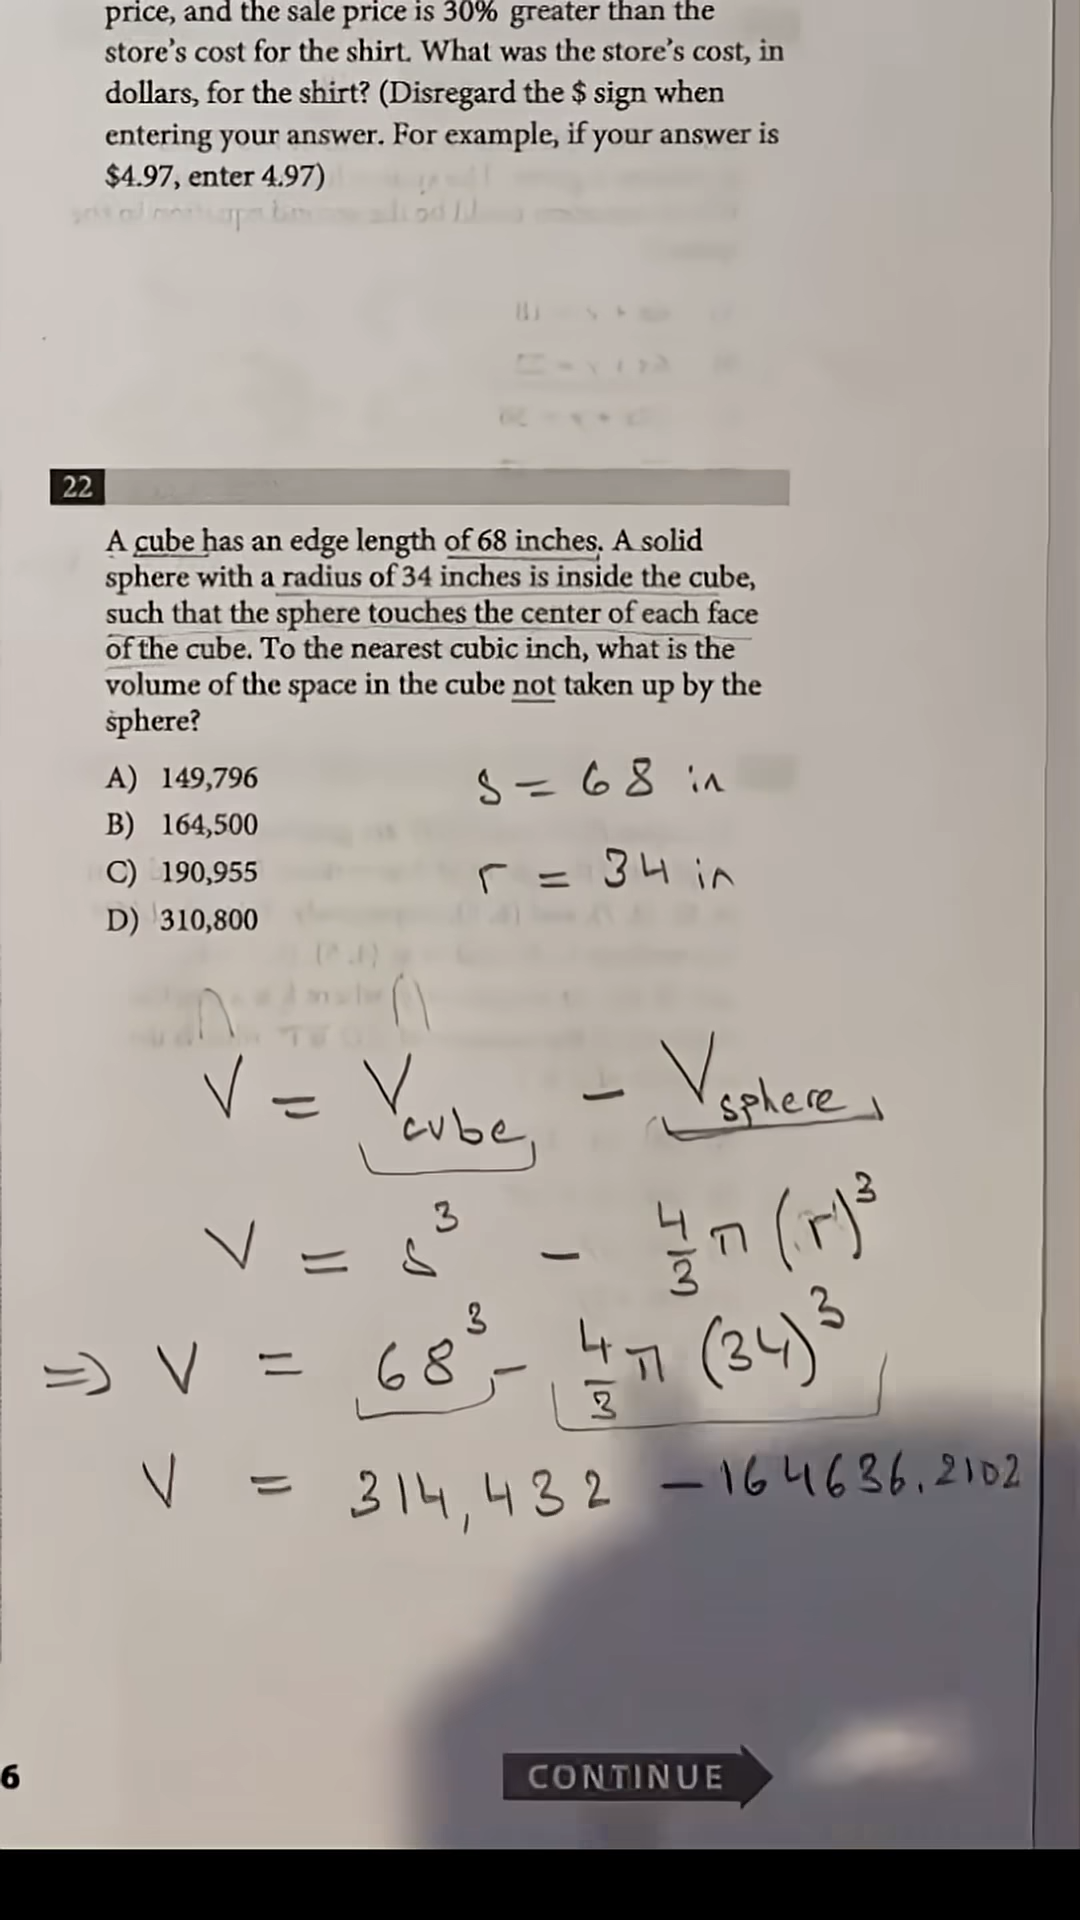 price, and the sale price is 30% greater than the
store's cost for the shirt. What was the store's cost, in
dollars, for the shirt? (Disregard the $ sign when
entering your answer. For example, if your answer is
$4.97, enter 4.97)
22
A cube has an edge length of 68 inches. A solid
sphere with a radius of 34 inches is inside the cube,
such that the sphere touches the center of each face
of the cube. To the nearest cubic inch, what is the
volume of the space in the cube not taken up by the
sphere?
A) 149,796
B) 164,500
C) 190,955
D) 310,800
s = 68 in
r = 34 in
V = V cube - V sphere
V = s³ - 4/3 π (r)³
⇒ V = 68³ - 4/3 π (34)³
V = 314,432 - 164636.2102
6
CONTINUE